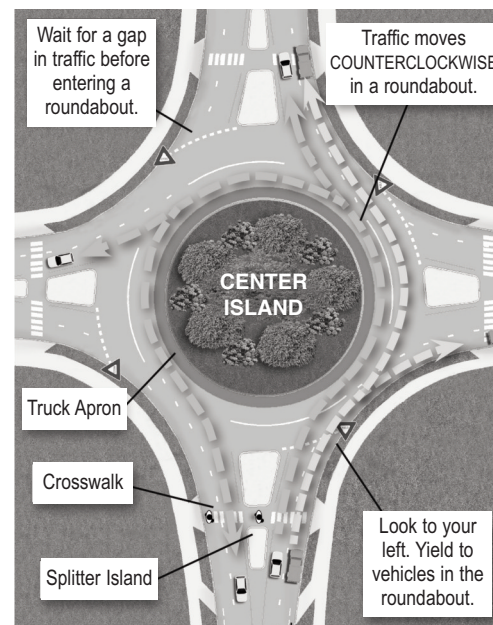 Wait for a gap
in traffic before
entering a
roundabout.
Traffic moves
COUNTERCLOCKWISE
in a roundabout.
CENTER
ISLAND
Truck Apron
Crosswalk
Splitter Island
Look to your
left. Yield to
vehicles in the
roundabout.